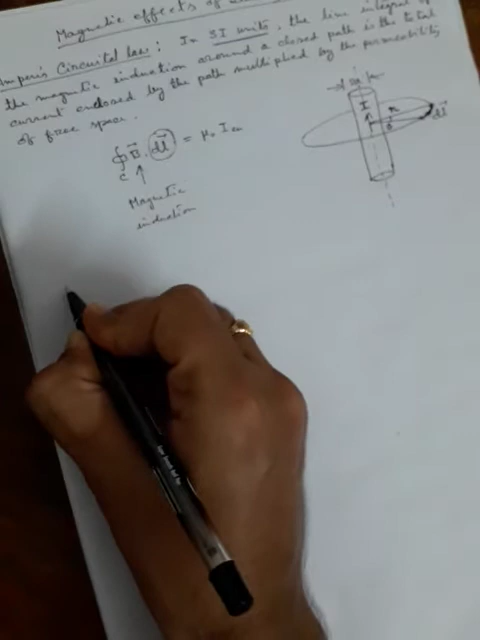 Magnetic effects of
Ampere's Circuital law: In SI units, the line integral of
the magnetic induction around a closed path is the total
current enclosed by the path multiplied by the permeability
of free space.
∮ B⃗ . dl⃗ = μ₀ I
C
Magnetic
induction
I
r
dl⃗
θ